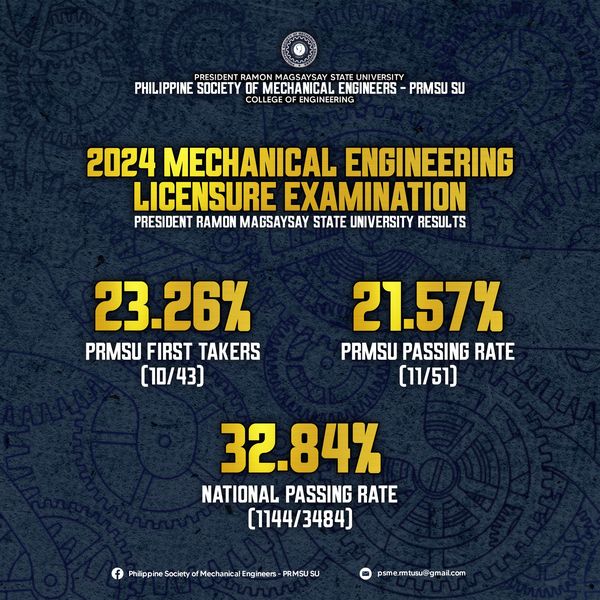 PRESIDENT RAMON MAGSAYSAY STATE UNIVERSITY
PHILIPPINE SOCIETY OF MECHANICAL ENGINEERS - PRMSU SU
COLLEGE OF ENGINEERING
2024 MECHANICAL ENGINEERING
LICENSURE EXAMINATION
PRESIDENT RAMON MAGSAYSAY STATE UNIVERSITY RESULTS
23.26%
PRMSU FIRST TAKERS
(10/43)
21.57%
PRMSU PASSING RATE
(11/51)
32.84%
NATIONAL PASSING RATE
(1144/3484)
Philippine Society of Mechanical Engineers - PRMSU SU
psme.rmtusu@gmail.com